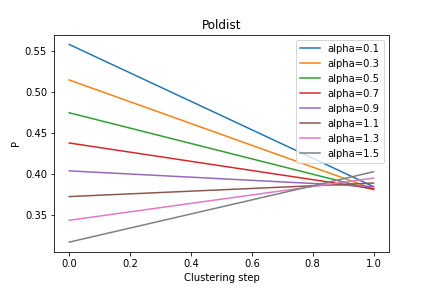 Poldist
0.55
0.50
0.45
0.40
0.35
P
alpha=0.1
alpha=0.3
alpha=0.5
alpha=0.7
alpha=0.9
alpha=1.1
alpha=1.3
alpha=1.5
0.0 0.2 0.4 0.6 0.8 1.0
Clustering step